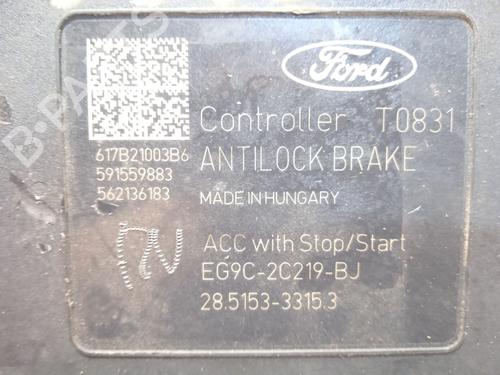 Ford
Controller T0831
617B21003B6
591559883
562136183
ANTILOCK BRAKE
MADE IN HUNGARY
ACC with Stop/Start
EG9C-2C219-BJ
28.5153-3315.3
B-PARTS